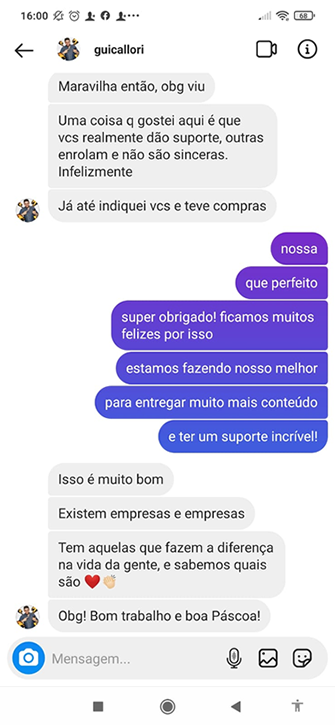 16:00
68
guicallori
Maravilha então, obg viu
Uma coisa q gostei aqui é que
vcs realmente dão suporte, outras
enrolam e não são sinceras.
Infelizmente
Já até indiquei vcs e teve compras
nossa
que perfeito
super obrigado! ficamos muitos
felizes por isso
estamos fazendo nosso melhor
para entregar muito mais conteúdo
e ter um suporte incrível!
Isso é muito bom
Existem empresas e empresas
Tem aquelas que fazem a diferença
na vida da gente, e sabemos quais
são ❤️👏🏻
Obg! Bom trabalho e boa Páscoa!
Mensagem...